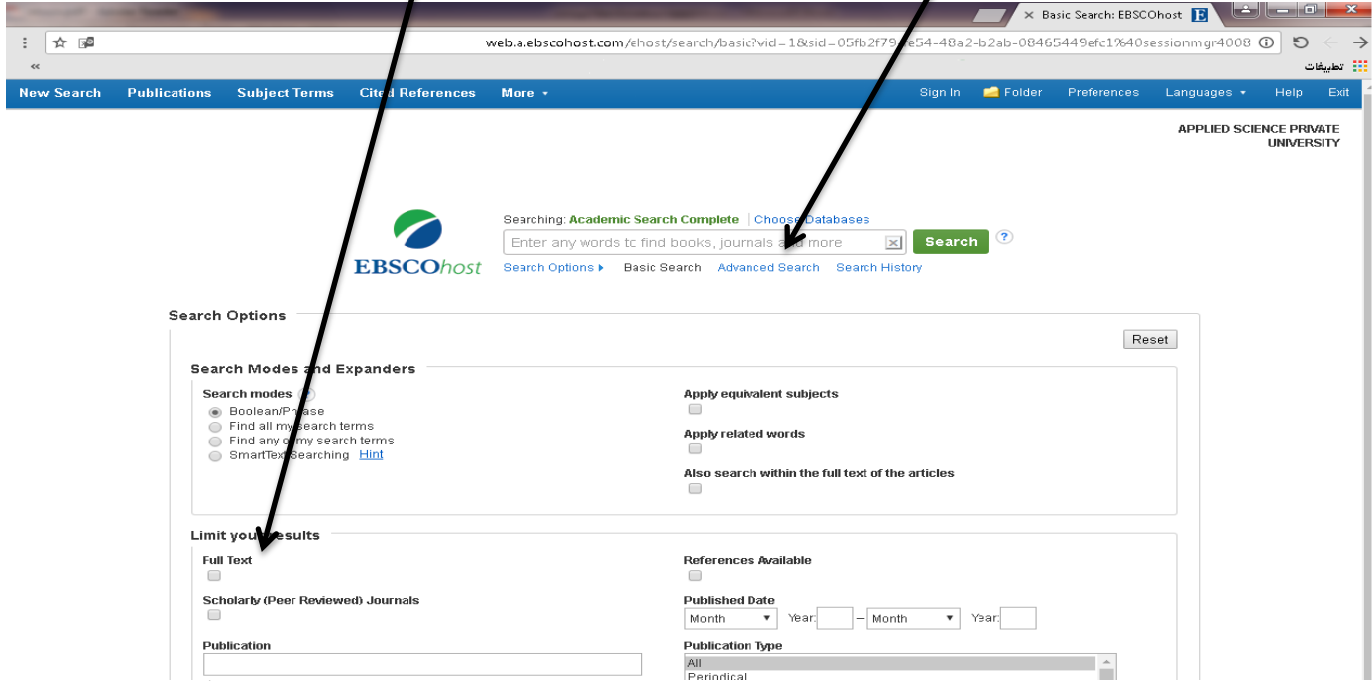 Basic Search: EBSCOhost
web.a.ebscohost.com/ehost/search/basic?vid=1&sid=05fb2f79- e54-48a2-b2ab-08465449efc1%40sessionmgr4008
تطبيقات
New Search Publications Subject Terms Cited References More Sign In Folder Preferences Languages Help Exit
APPLIED SCIENCE PRIVATE
UNIVERSITY
Searching: Academic Search Complete Choose Databases
Enter any words to find books, journals and more Search ?
EBSCOhost
Search Options Basic Search Advanced Search Search History
Search Options
Reset
Search Modes and Expanders
Search modes
Boolean/Phrase
Find all my search terms
Find any of my search terms
SmartText Searching Hint
Apply equivalent subjects
Apply related words
Also search within the full text of the articles
Limit your results
Full Text
Scholarly (Peer Reviewed) Journals
Publication
References Available
Published Date
Month Year: – Month Year:
Publication Type
All
Periodical